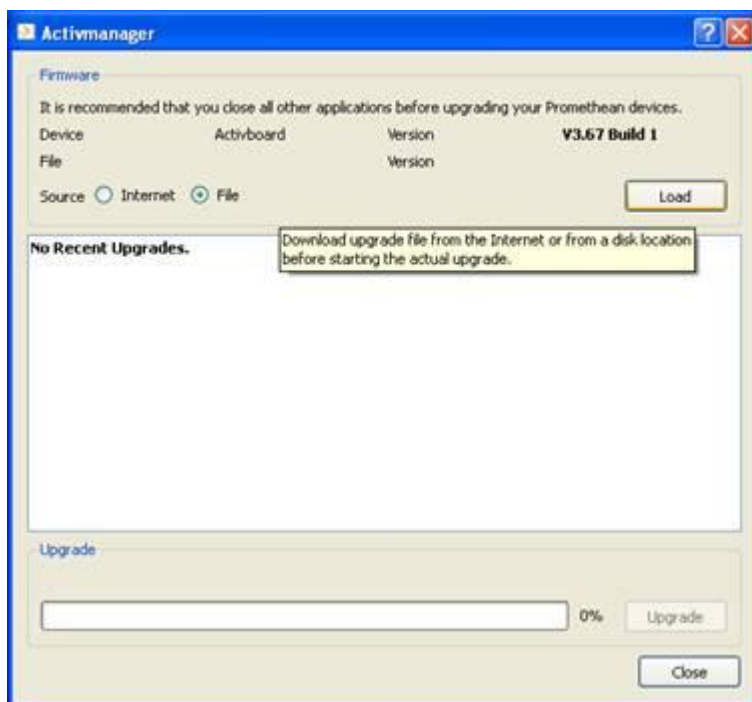 Activmanager
Firmware
It is recommended that you close all other applications before upgrading your Promethean devices.
Device Activboard Version V3.67 Build 1
File Version
Source Internet File Load
No Recent Upgrades.
Download upgrade file from the Internet or from a disk location
before starting the actual upgrade.
Upgrade
0% Upgrade
Close